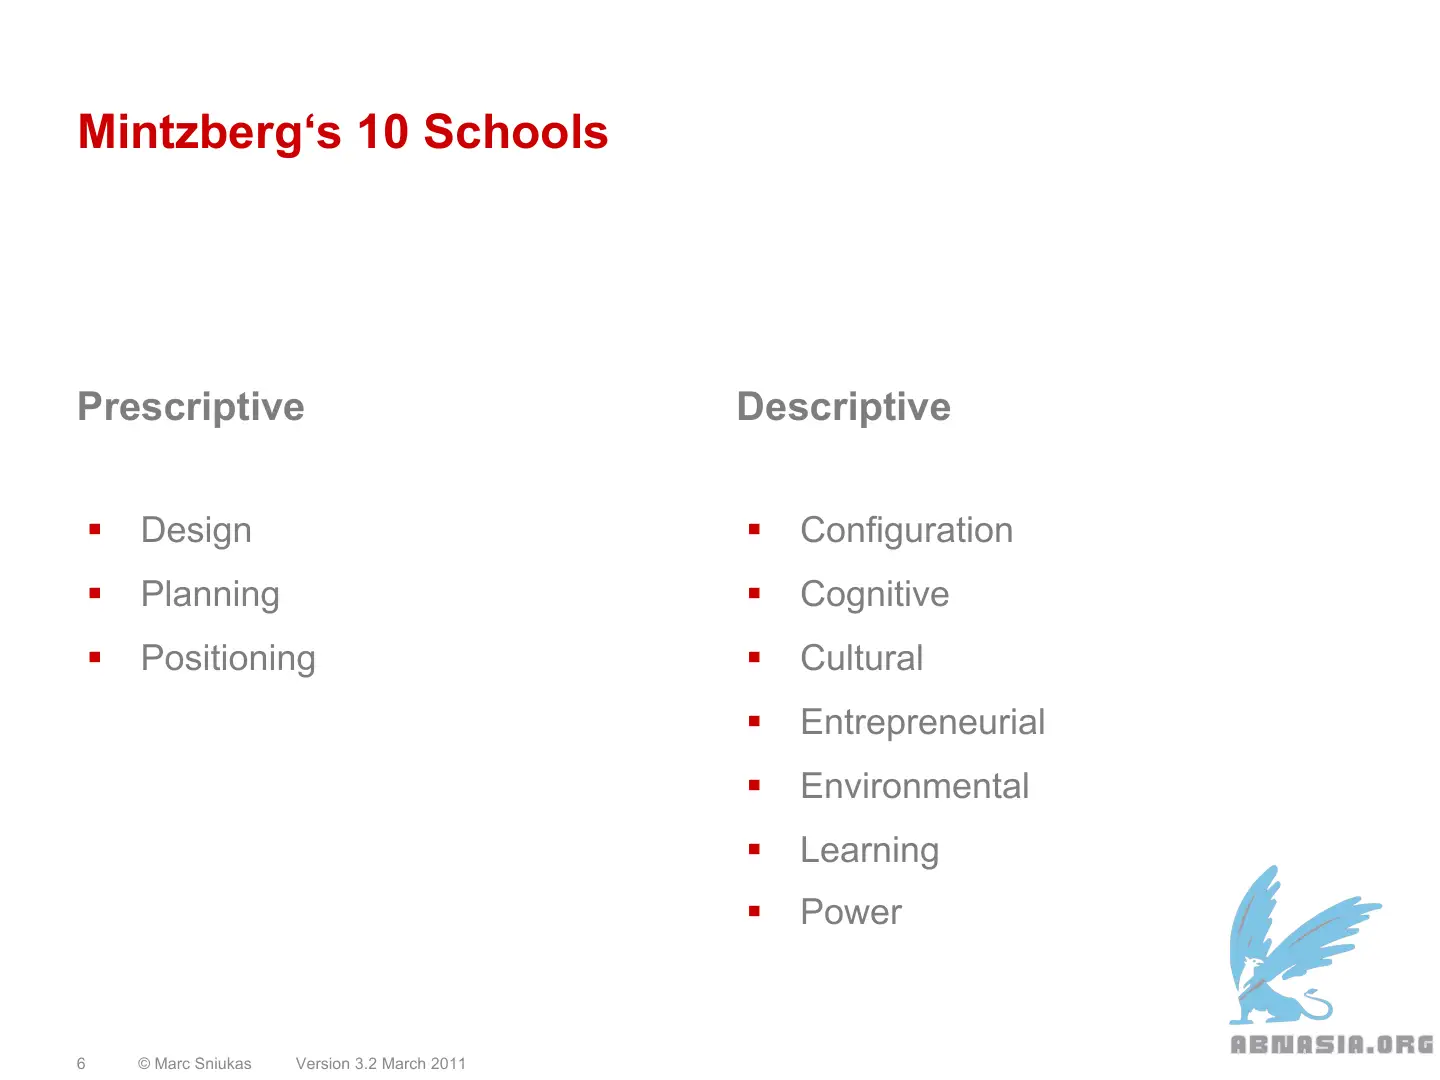 Mintzberg‘s 10 Schools
Prescriptive
Design
Planning
Positioning
Descriptive
Configuration
Cognitive
Cultural
Entrepreneurial
Environmental
Learning
Power
6 © Marc Sniukas Version 3.2 March 2011
ABNASIA.ORG